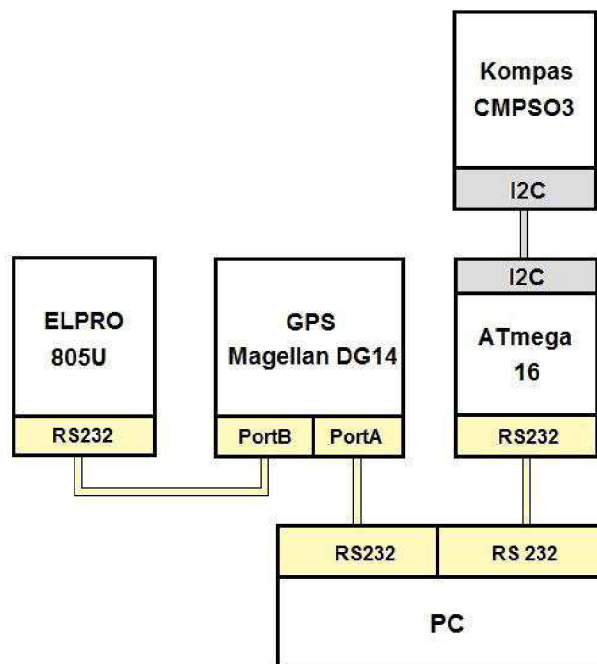 Kompas
CMPSO3
I2C
I2C
ATmega
16
RS232
ELPRO
805U
RS232
GPS
Magellan DG14
PortB
PortA
RS232
RS 232
PC